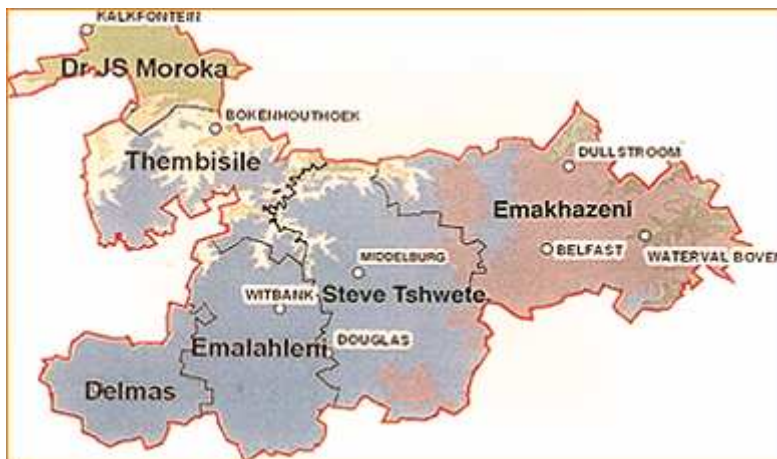 KALKFONTEIN
Dr JS Moroka
BOKENHOUTHOEK
Thembisile
DULLSTROOM
Emakhazeni
BELFAST
WATERVAL BOVEN
MIDDELBURG
WITBANK
Steve Tshwete
DOUGLAS
Emalahleni
Delmas